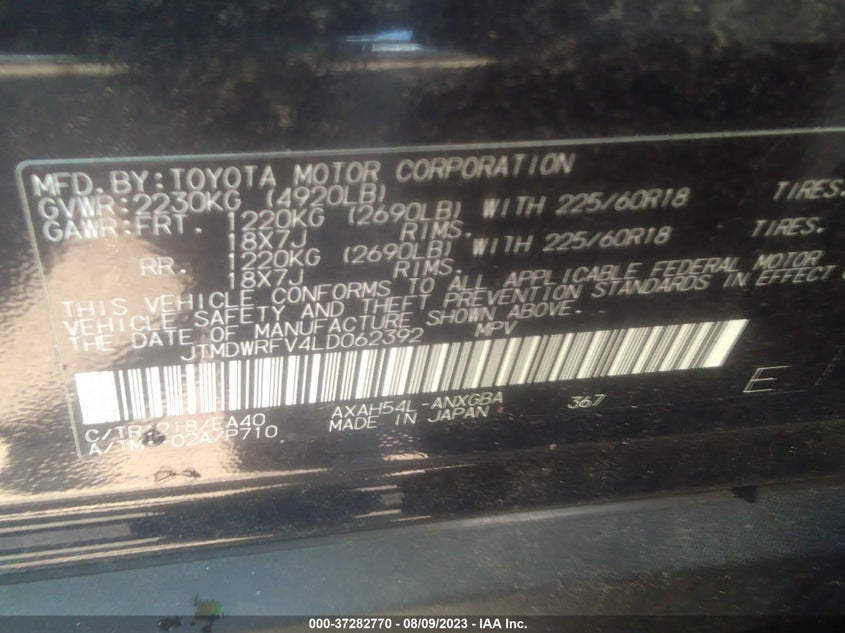 MFD. BY: TOYOTA MOTOR CORPORATION
GVWR: 2230KG (4920LB)
GAWR: FRT. 1220KG (2690LB) WITH 225/60R18 TIRES.
18X7J RIMS.
RR. 1220KG (2690LB) WITH 225/60R18 TIRES.
18X7J RIMS.
THIS VEHICLE CONFORMS TO ALL APPLICABLE FEDERAL MOTOR
VEHICLE SAFETY AND THEFT PREVENTION STANDARDS IN EFFECT
THE DATE OF MANUFACTURE SHOWN ABOVE.
JTMDWRFV4LD062392 MPV
C/TR 218/EA40 AXAH54L-ANXGBA 367 E
02A/P710 MADE IN JAPAN
000-37282770 - 08/09/2023 - IAA Inc.